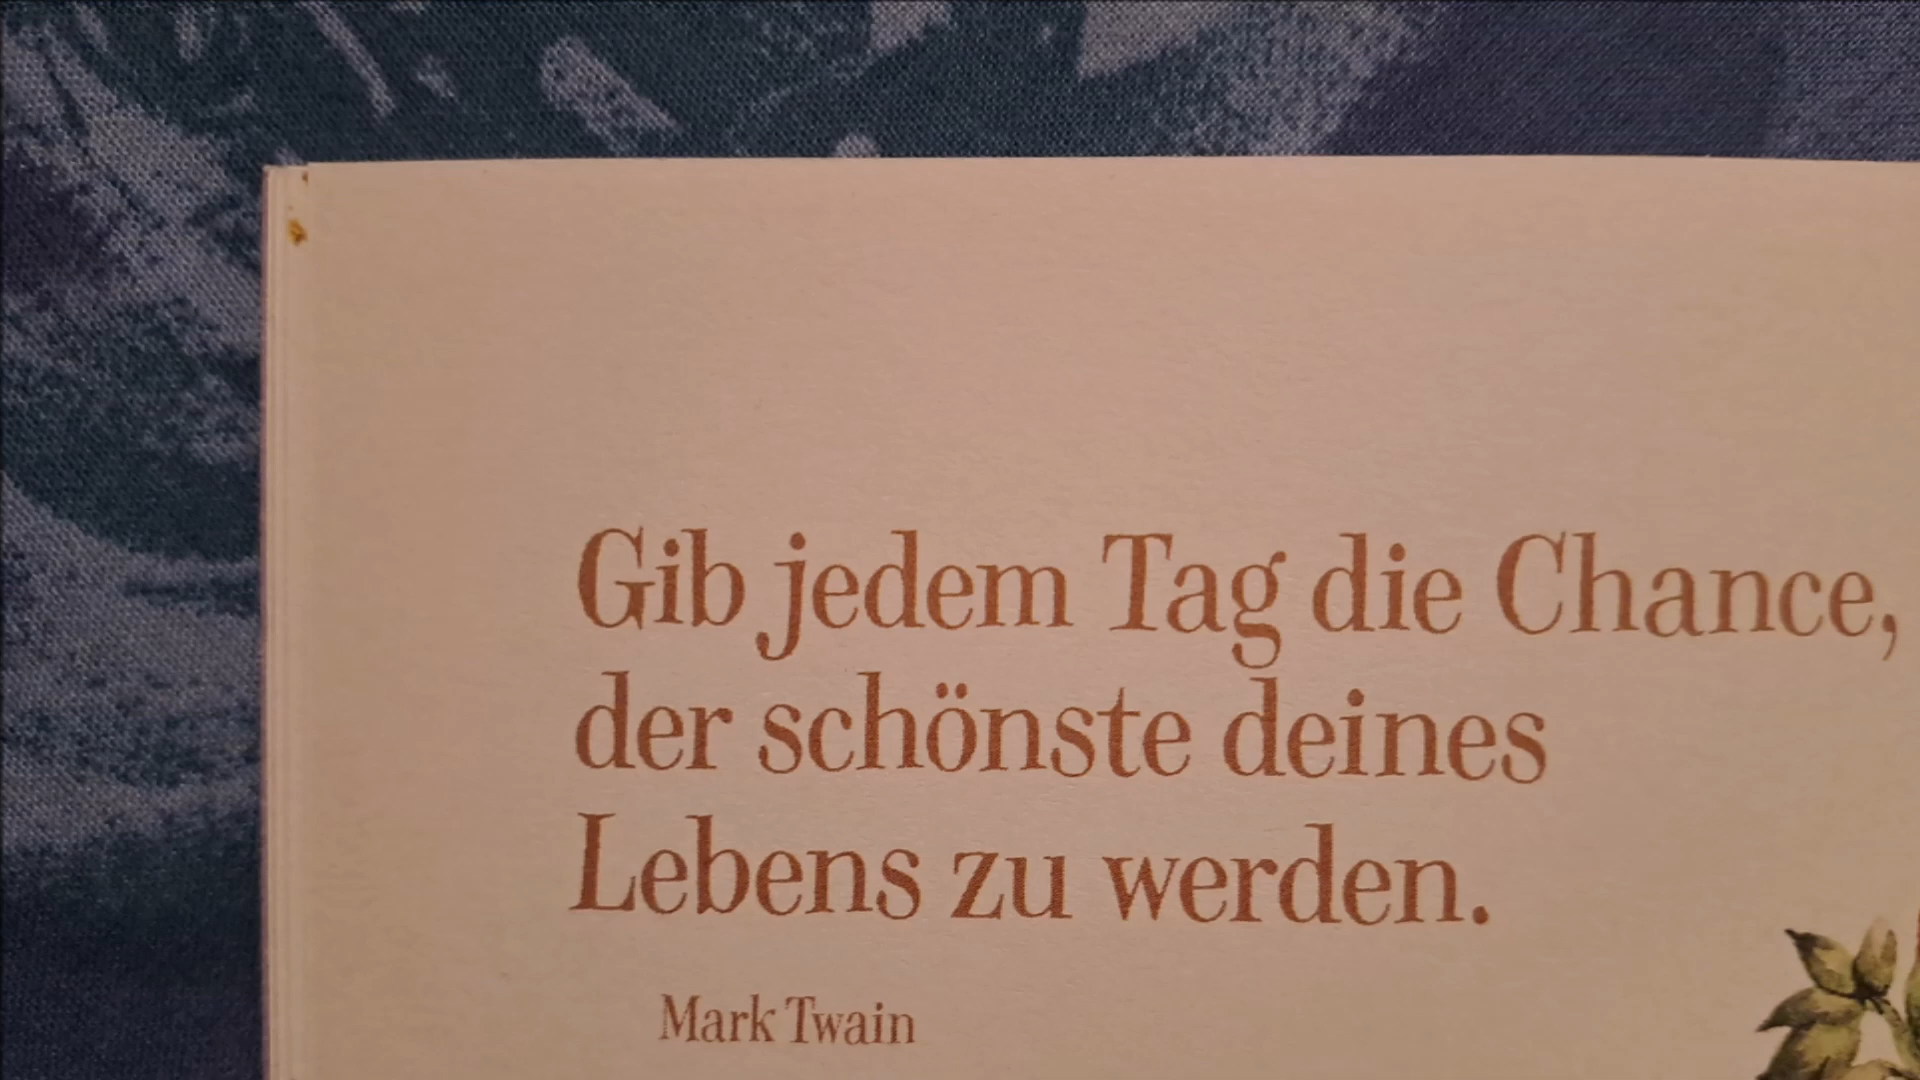 Gib jedem Tag die Chance,
der schönste deines
Lebens zu werden.
Mark Twain